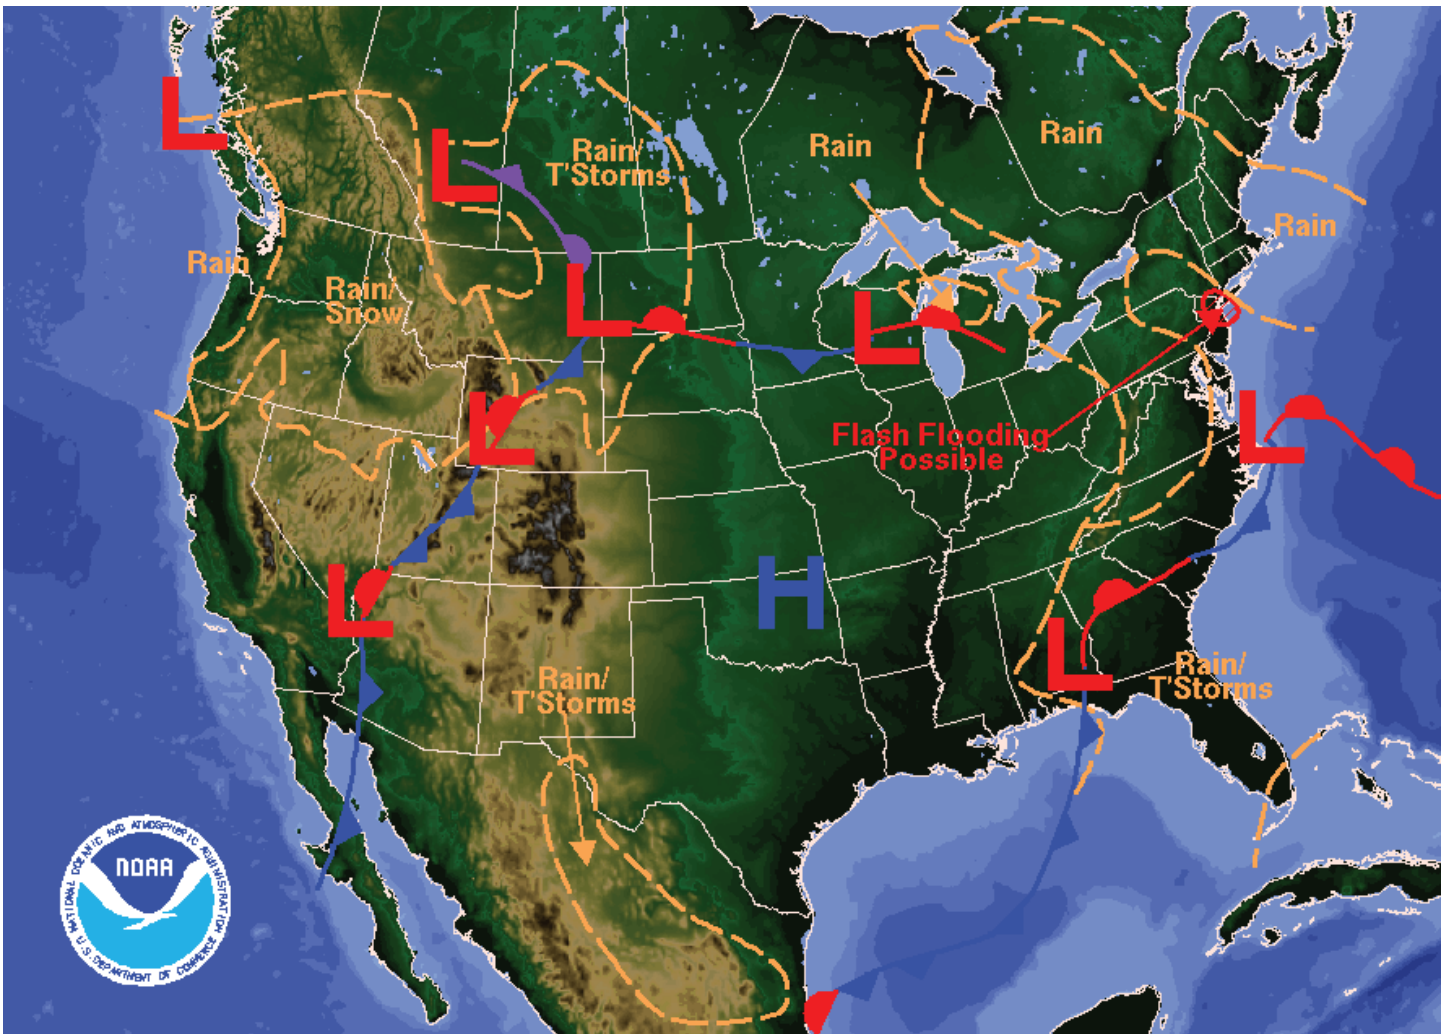 L
L
Rain/
T'Storms
Rain
Rain
Rain
Rain
Rain/
Snow
L
L
L
Flash Flooding
Possible
L
H
L
L
Rain/
T'Storms
Rain/
T'Storms
NATIONAL OCEANIC AND ATMOSPHERIC ADMINISTRATION
NOAA
U.S. DEPARTMENT OF COMMERCE